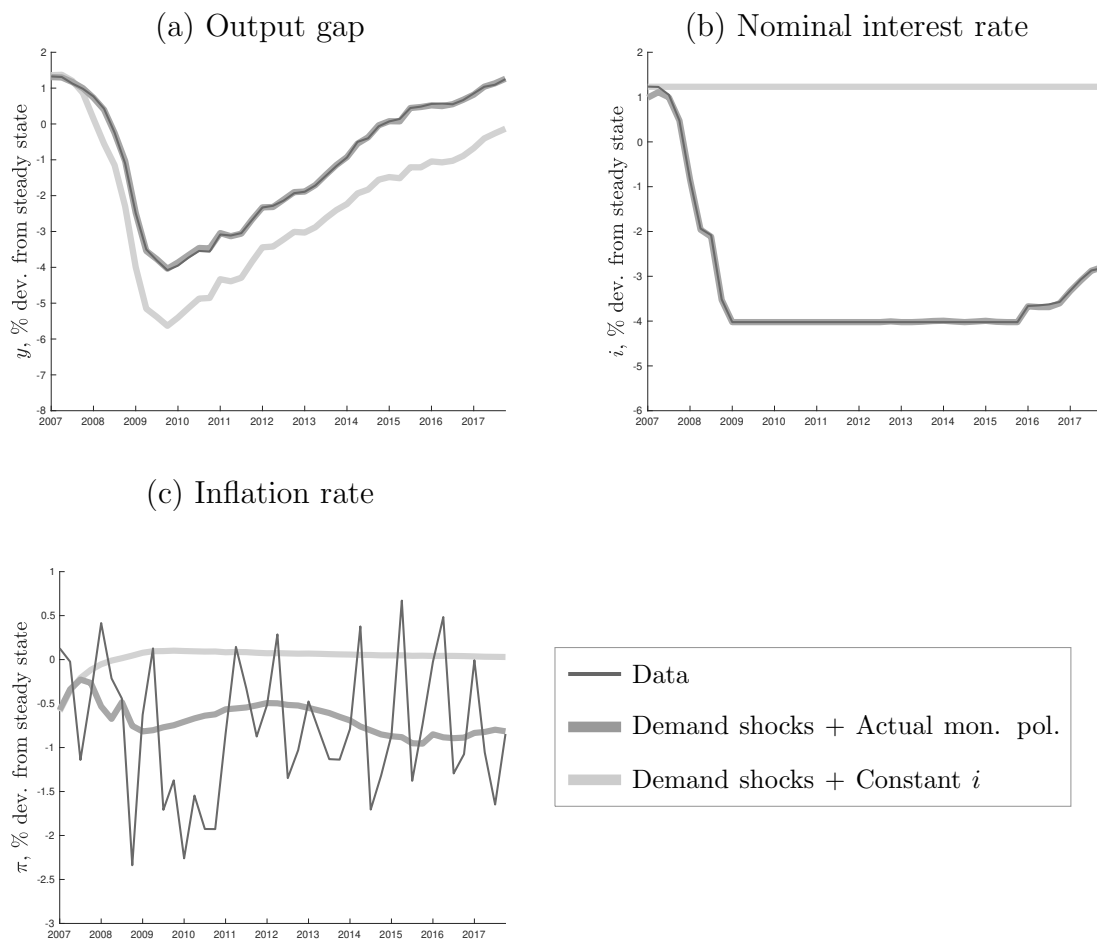 (a) Output gap
(b) Nominal interest rate
y, % dev. from steady state
2
1
0
-1
-2
-3
-4
-5
-6
-7
-8
2007 2008 2009 2010 2011 2012 2013 2014 2015 2016 2017
i, % dev. from steady state
2
1
0
-1
-2
-3
-4
-5
-6
2007 2008 2009 2010 2011 2012 2013 2014 2015 2016 2017
(c) Inflation rate
π, % dev. from steady state
1
0.5
0
-0.5
-1
-1.5
-2
-2.5
-3
2007 2008 2009 2010 2011 2012 2013 2014 2015 2016 2017
Data
Demand shocks + Actual mon. pol.
Demand shocks + Constant i